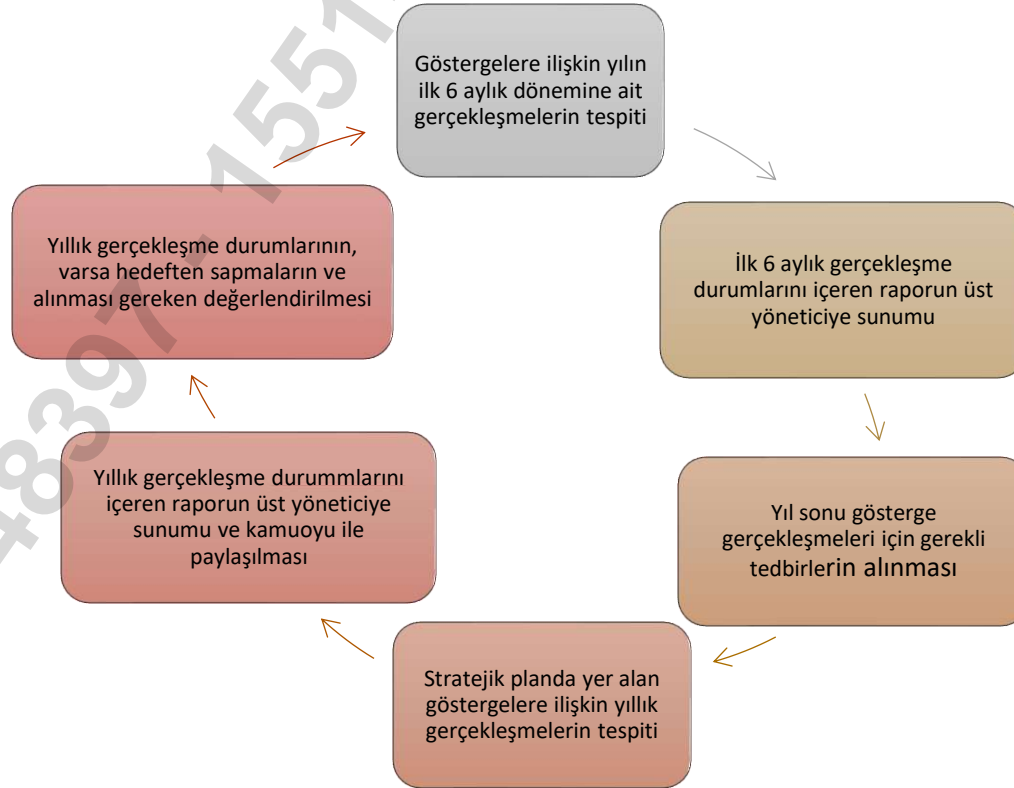 Göstergelere ilişkin yılın
ilk 6 aylık dönemine ait
gerçekleşmelerin tespiti
İlk 6 aylık gerçekleşme
durumlarını içeren raporun üst
yöneticiye sunumu
Yıl sonu gösterge
gerçekleşmeleri için gerekli
tedbirlerin alınması
Stratejik planda yer alan
göstergelere ilişkin yıllık
gerçekleşmelerin tespiti
Yıllık gerçekleşme durummlarını
içeren raporun üst yöneticiye
sunumu ve kamuoyu ile
paylaşılması
Yıllık gerçekleşme durumlarının,
varsa hedeften sapmaların ve
alınması gereken değerlendirilmesi
48397 - 1551